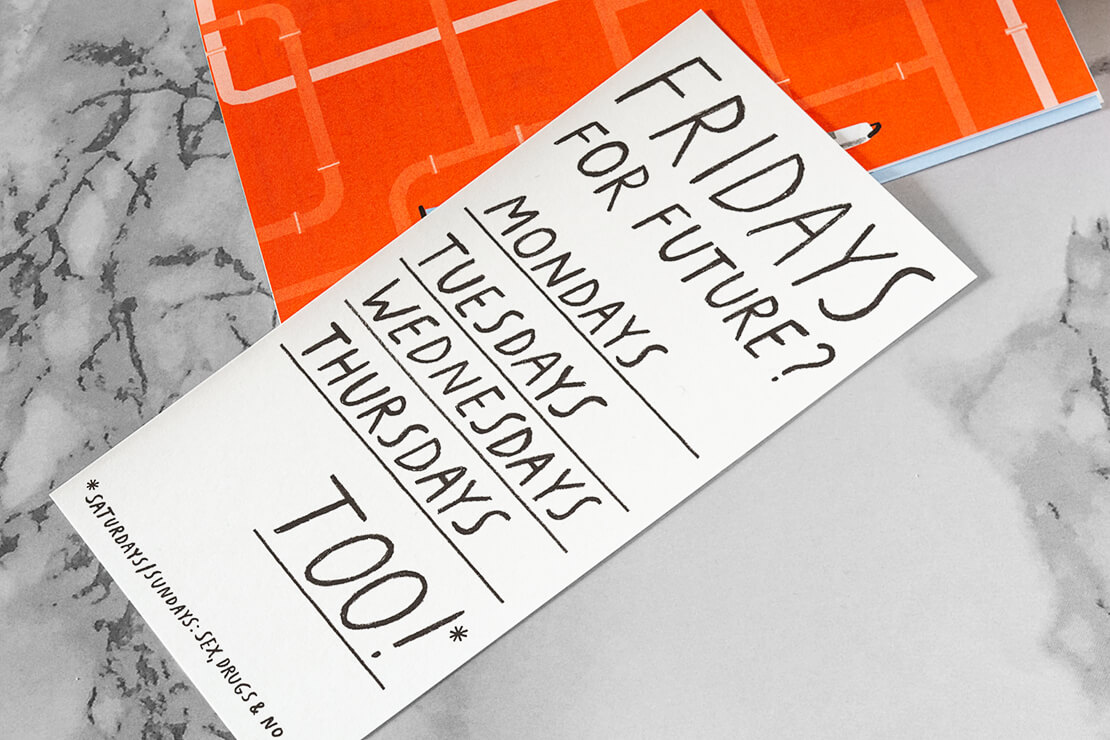 FRIDAYS
FOR FUTURE?
MONDAYS
TUESDAYS
WEDNESDAYS
THURSDAYS
TOO!*
*SATURDAYS/SUNDAYS: SEX, DRUGS & NO